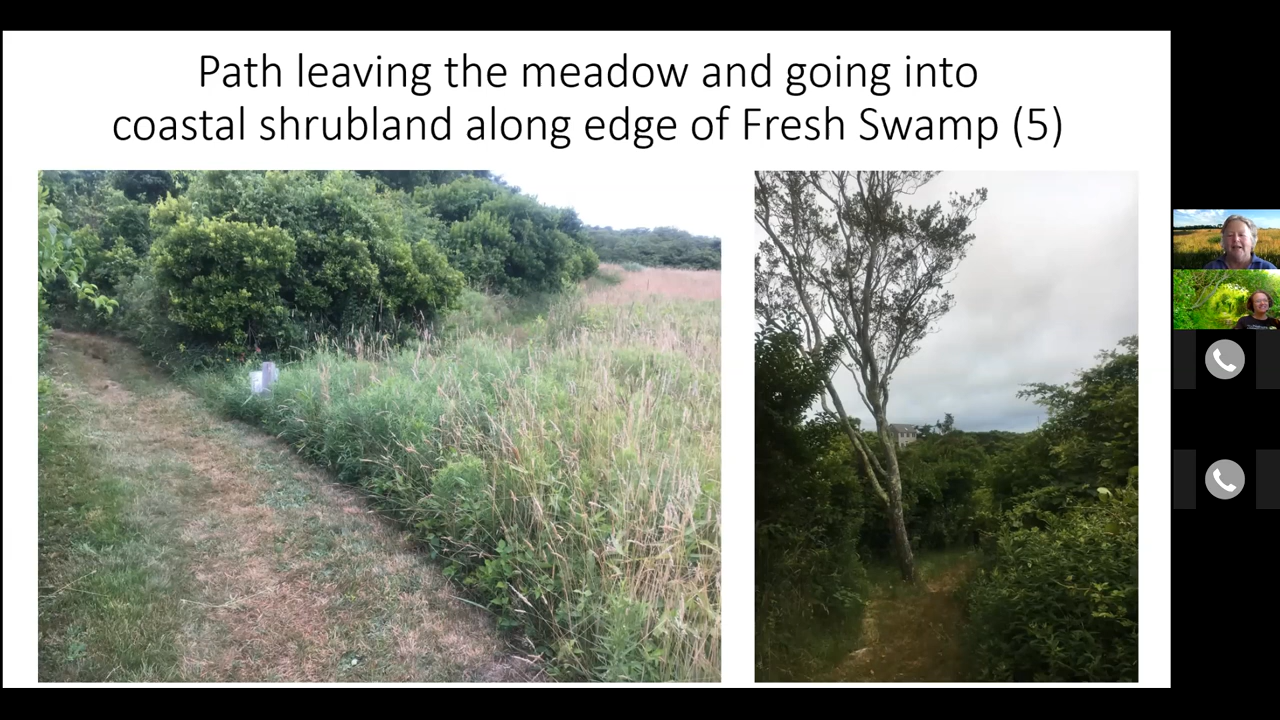 Path leaving the meadow and going into
coastal shrubland along edge of Fresh Swamp (5)